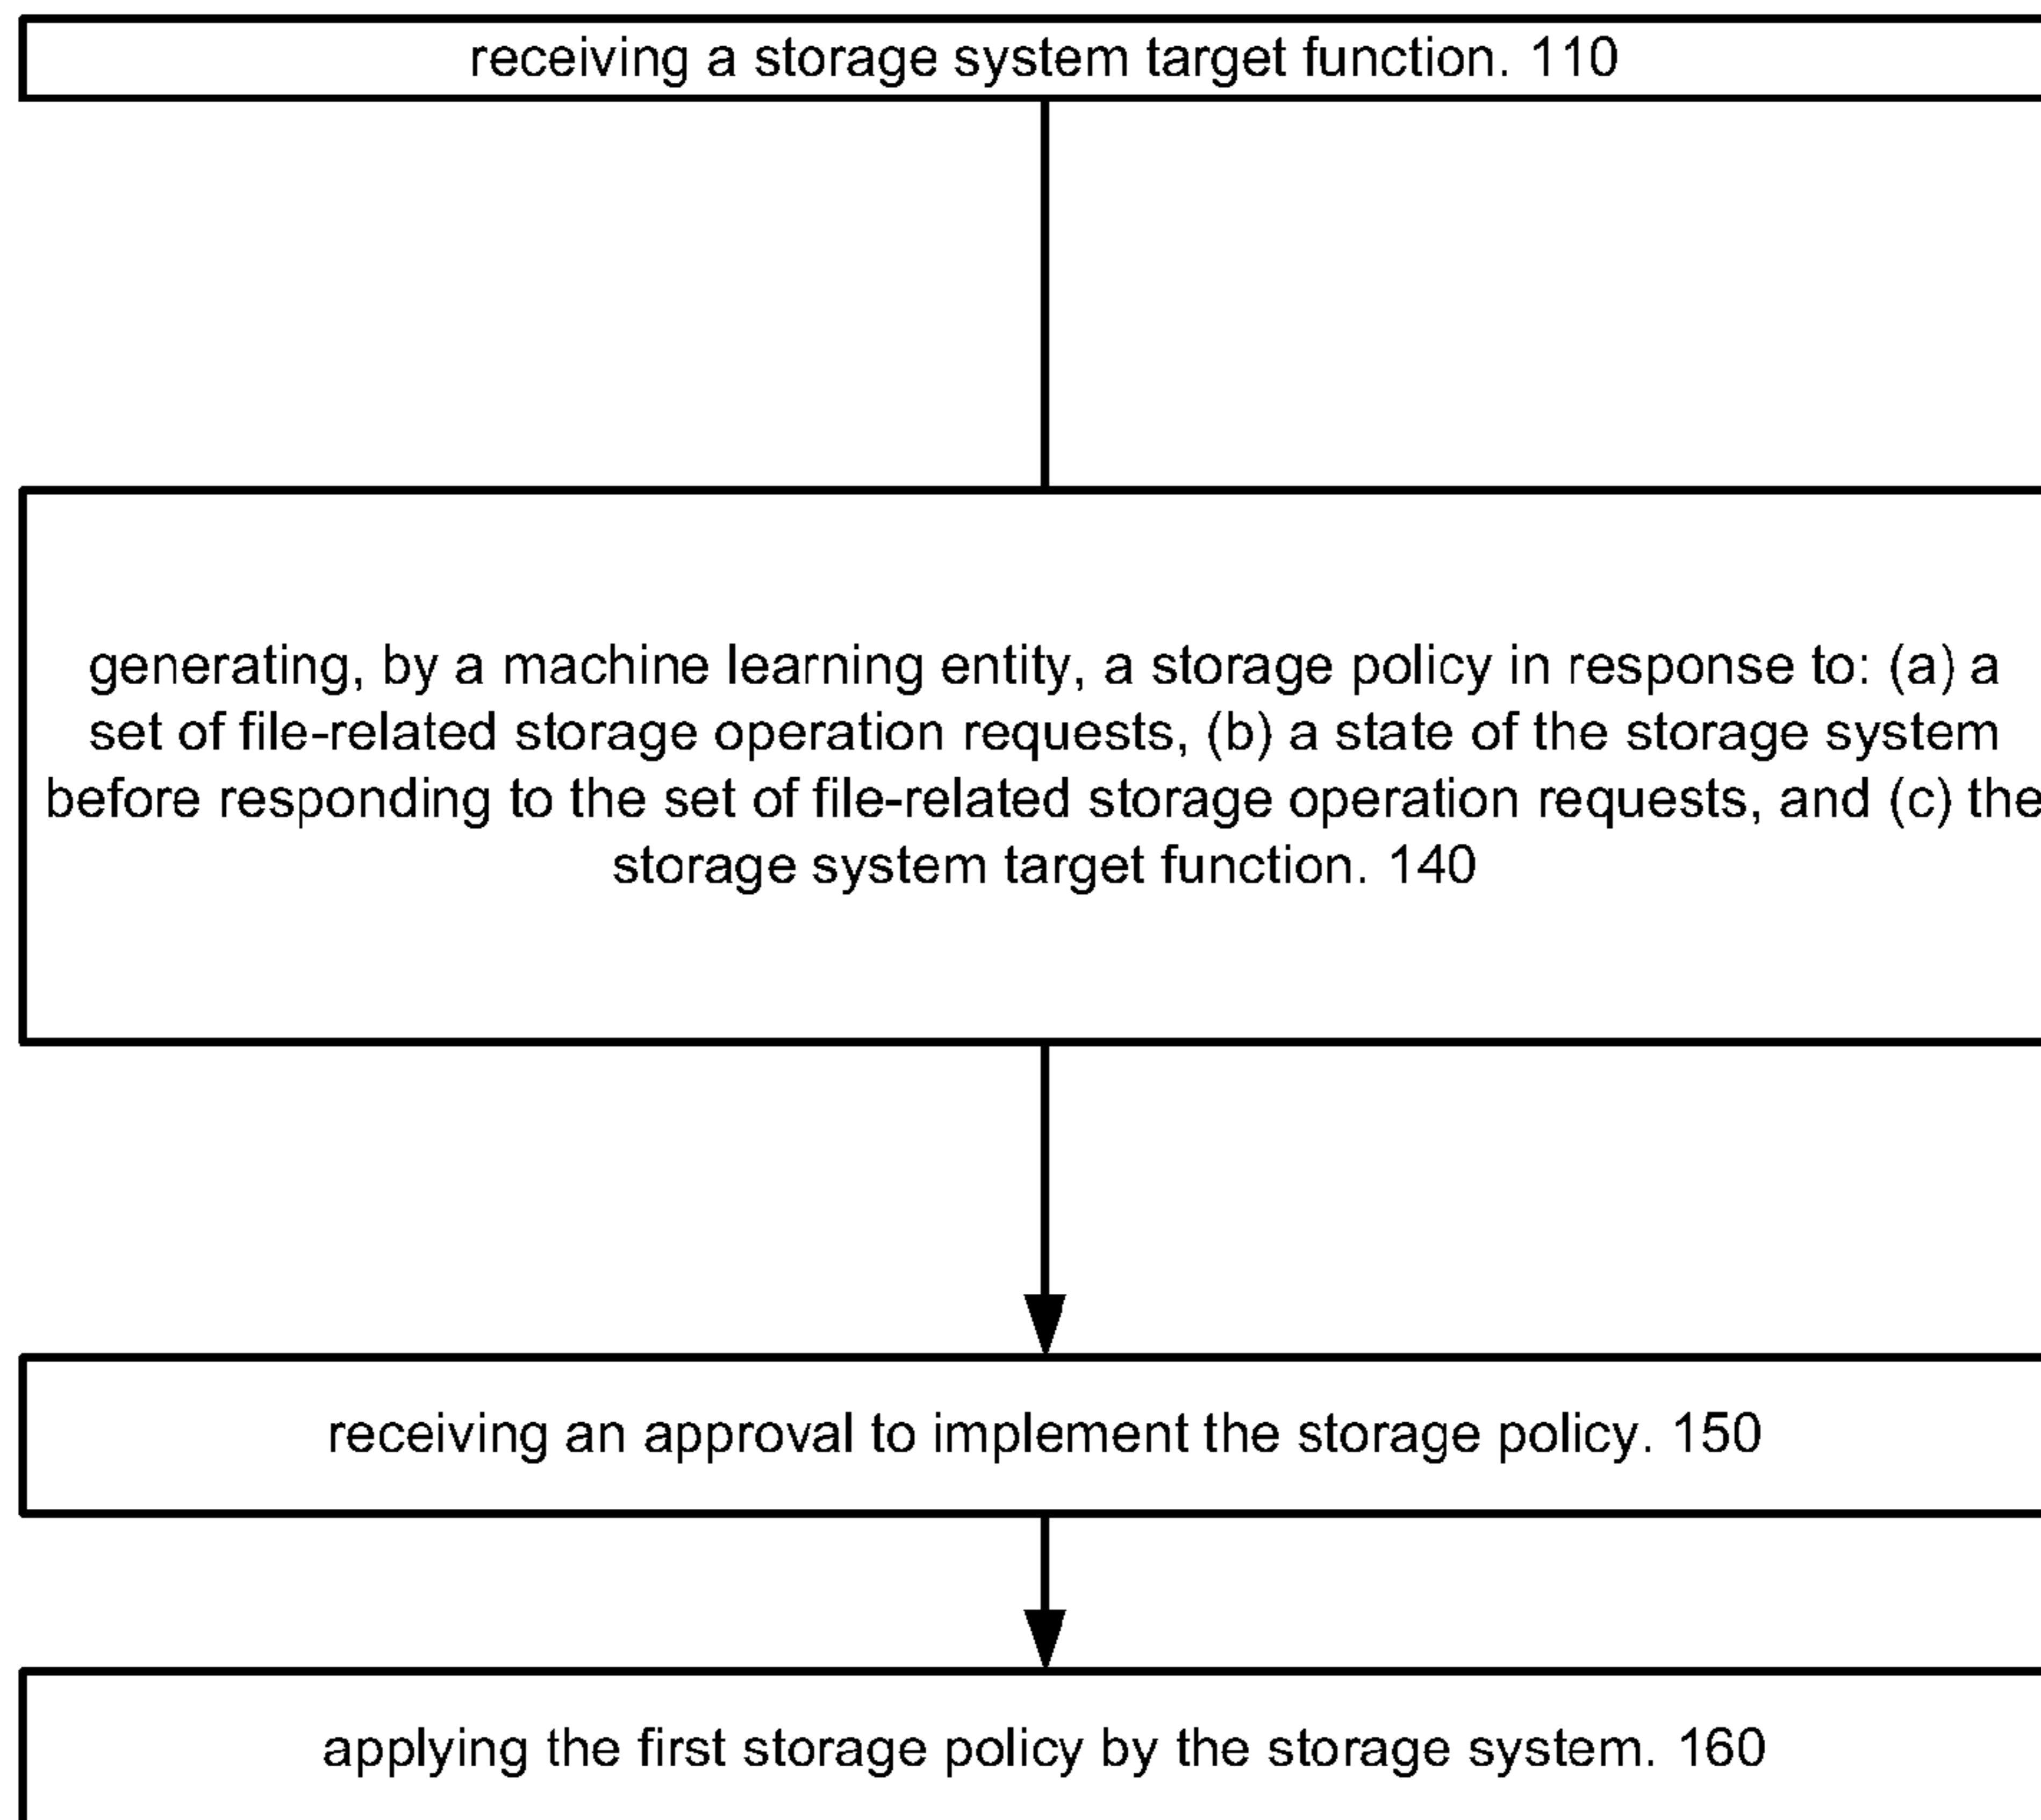 receiving a storage system target function. 110
generating, by a machine learning entity, a storage policy in response to: (a) a
set of file-related storage operation requests, (b) a state of the storage system
before responding to the set of file-related storage operation requests, and (c) the
storage system target function. 140
receiving an approval to implement the storage policy. 150
applying the first storage policy by the storage system. 160